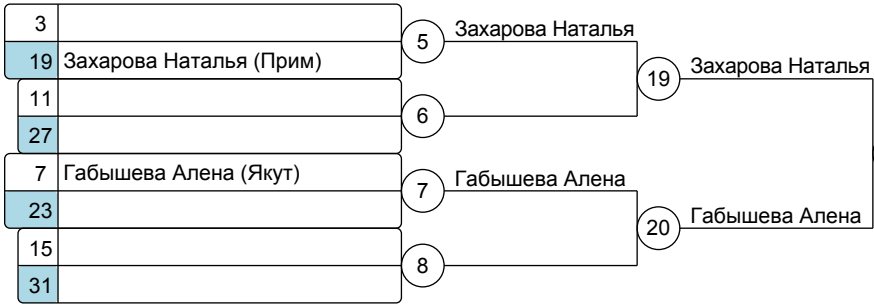 3
19 Захарова Наталья (Прим)
11
27
7 Габышева Алена (Якут)
23
15
31
5 Захарова Наталья
6
7 Габышева Алена
8
19 Захарова Наталья
20 Габышева Алена